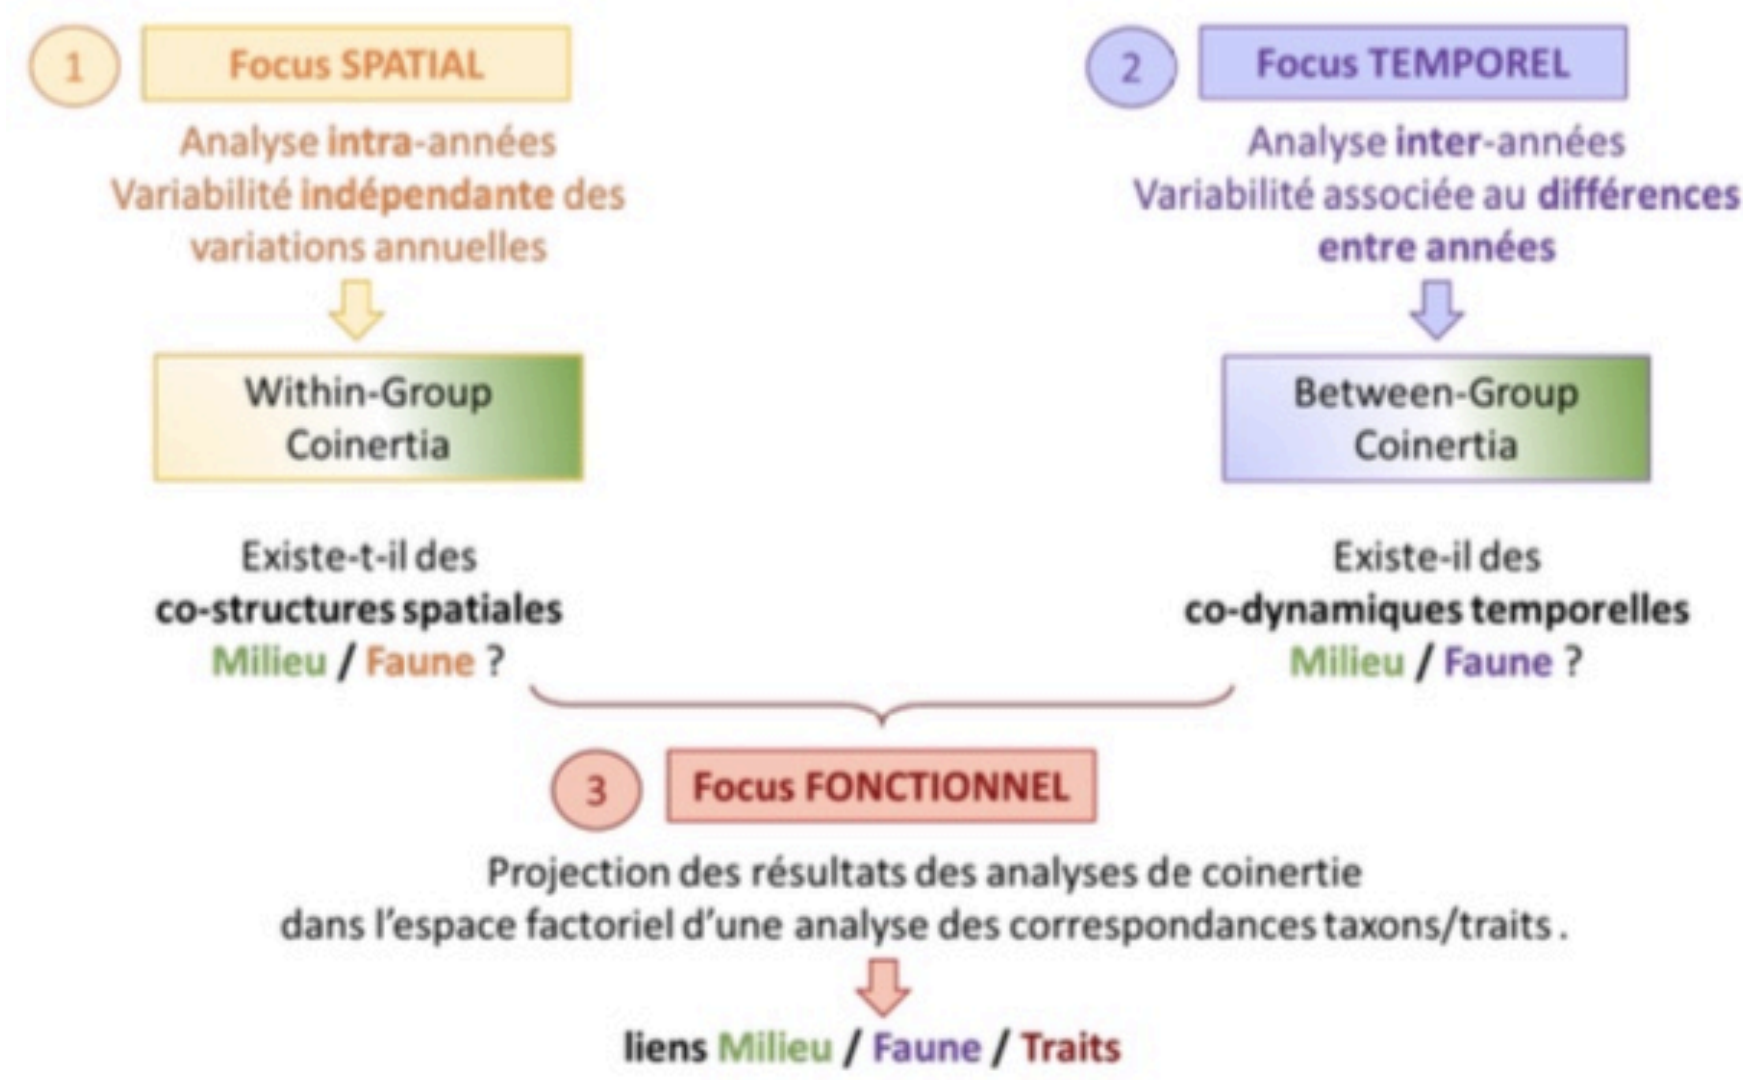 1
Focus SPATIAL
Analyse intra-années
Variabilité indépendante des
variations annuelles
Within-Group
Coinertia
Existe-t-il des
co-structures spatiales
Milieu / Faune ?
2
Focus TEMPOREL
Analyse inter-années
Variabilité associée au différences
entre années
Between-Group
Coinertia
Existe-il des
co-dynamiques temporelles
Milieu / Faune ?
3
Focus FONCTIONNEL
Projection des résultats des analyses de coinertie
dans l'espace factoriel d'une analyse des correspondances taxons/traits .
liens Milieu / Faune / Traits